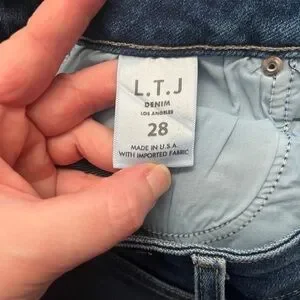 L.T.J
DENIM
LOS ANGELES
28
MADE IN U.S.A.
WITH IMPORTED FABRIC